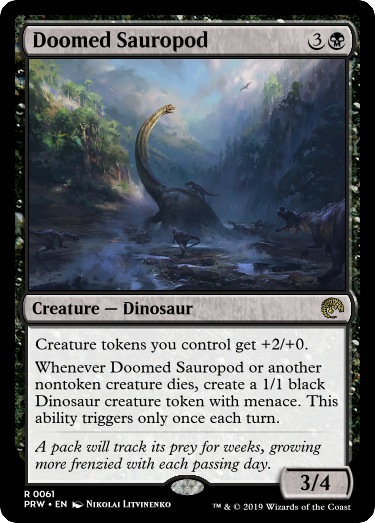 Doomed Sauropod 3
Creature — Dinosaur
Creature tokens you control get +2/+0.
Whenever Doomed Sauropod or another
nontoken creature dies, create a 1/1 black
Dinosaur creature token with menace. This
ability triggers only once each turn.
A pack will track its prey for weeks, growing
more frenzied with each passing day.
3/4
R 0061
PRW • EN Nikolai Litvinenko ™ & © 2019 Wizards of the Coast